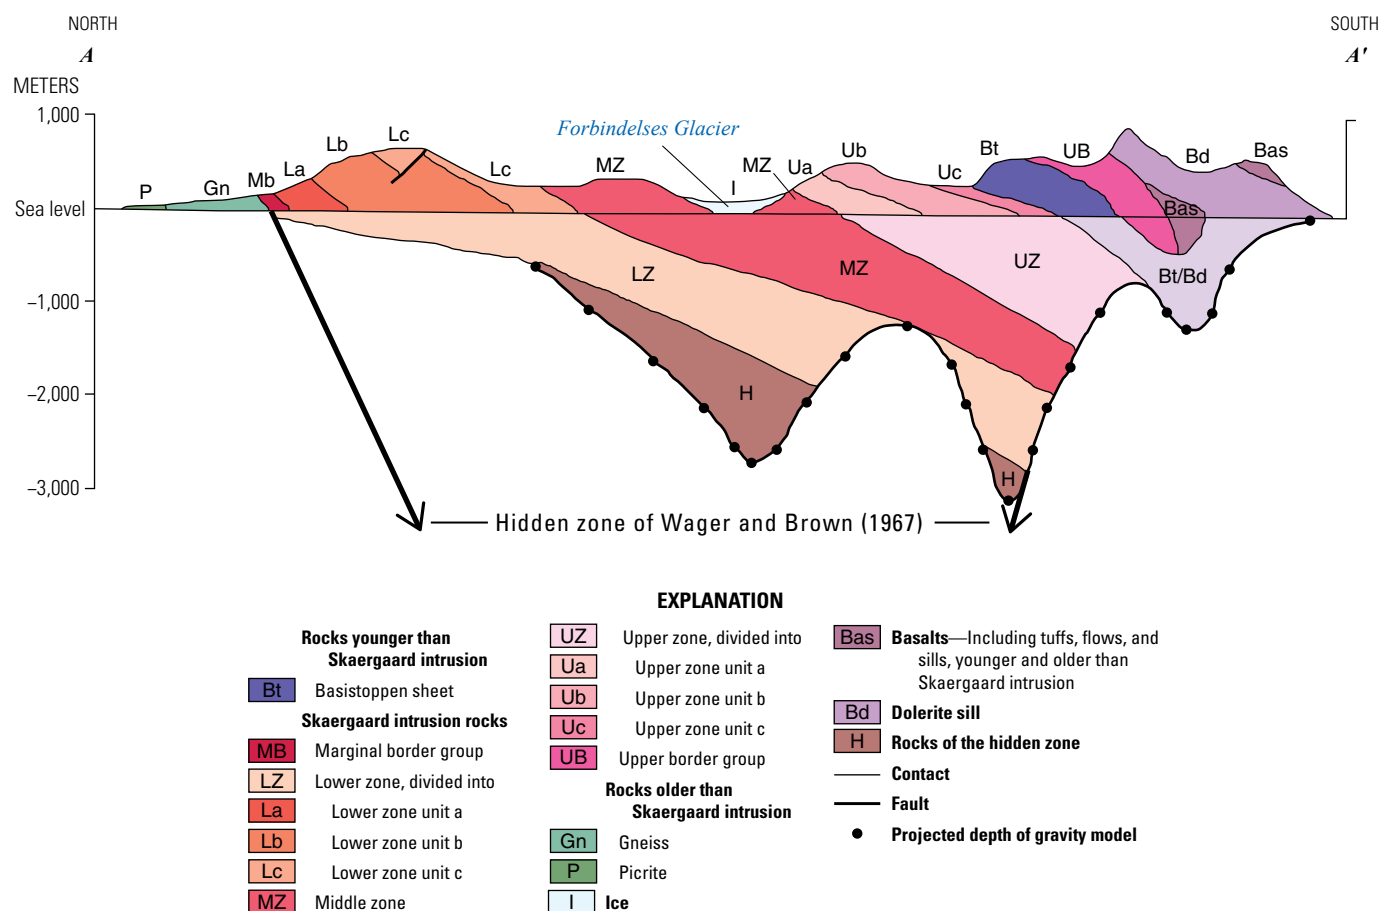 NORTH
SOUTH
A
A'
METERS
1,000
Sea level
–1,000
–2,000
–3,000
Forbindelses Glacier
P
Gn
Mb
La
Lb
Lc
Lc
MZ
I
MZ
Ua
Ub
Uc
Bt
UB
Bd
Bas
Bas
LZ
MZ
UZ
Bt/Bd
H
H
Hidden zone of Wager and Brown (1967)
EXPLANATION
Rocks younger than
Skaergaard intrusion
Bt Basistoppen sheet
Skaergaard intrusion rocks
MB Marginal border group
LZ Lower zone, divided into
La Lower zone unit a
Lb Lower zone unit b
Lc Lower zone unit c
MZ Middle zone
UZ Upper zone, divided into
Ua Upper zone unit a
Ub Upper zone unit b
Uc Upper zone unit c
UB Upper border group
Rocks older than
Skaergaard intrusion
Gn Gneiss
P Picrite
I Ice
Bas Basalts—Including tuffs, flows, and
sills, younger and older than
Skaergaard intrusion
Bd Dolerite sill
H Rocks of the hidden zone
Contact
Fault
Projected depth of gravity model